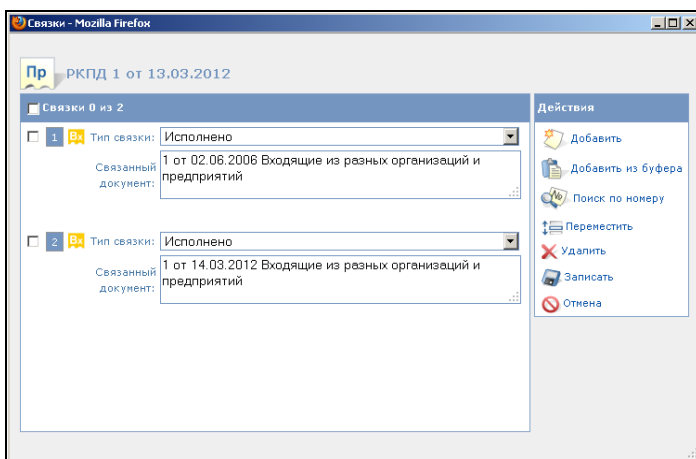 Связки - Mozilla Firefox
Пр РКПД 1 от 13.03.2012
Связки 0 из 2
1 Вх Тип связки: Исполнено
Связанный документ: 1 от 02.06.2006 Входящие из разных организаций и
предприятий
2 Вх Тип связки: Исполнено
Связанный документ: 1 от 14.03.2012 Входящие из разных организаций и
предприятий
Действия
Добавить
Добавить из буфера
No Поиск по номеру
Переместить
Удалить
Записать
Отмена